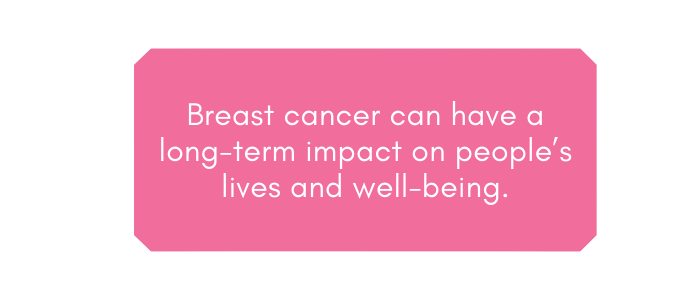 Breast cancer can have a
long-term impact on people's
lives and well-being.